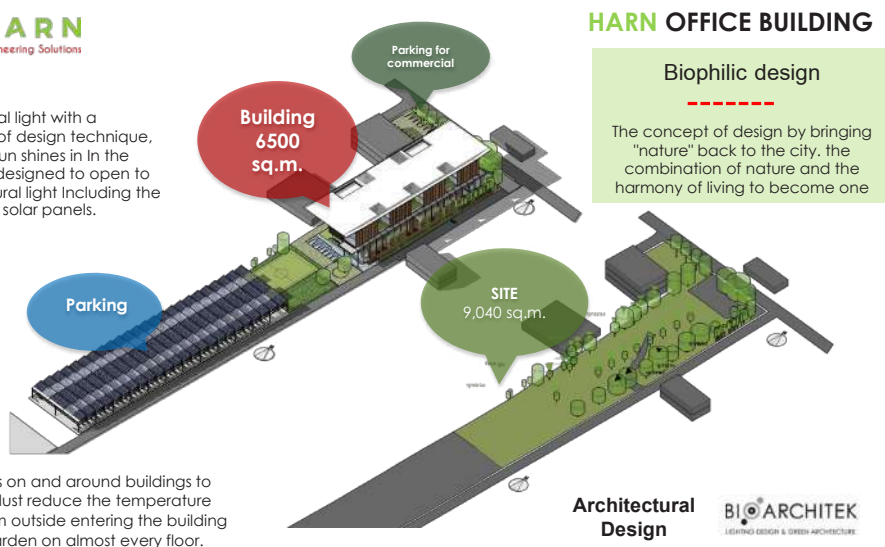 ARN
neering Solutions
HARN OFFICE BUILDING
Parking for
commercial
Biophilic design
The concept of design by bringing
"nature" back to the city. the
combination of nature and the
harmony of living to become one
al light with a
of design technique,
un shines in In the
designed to open to
ural light Including the
solar panels.
Building
6500
sq.m.
Parking
SITE
9,040 sq.m.
s on and around buildings to
ust reduce the temperature
outside entering the building
arden on almost every floor.
Architectural
Design
BIOARCHITEK
LIGHTING DESIGN & GREEN ARCHITECTURE